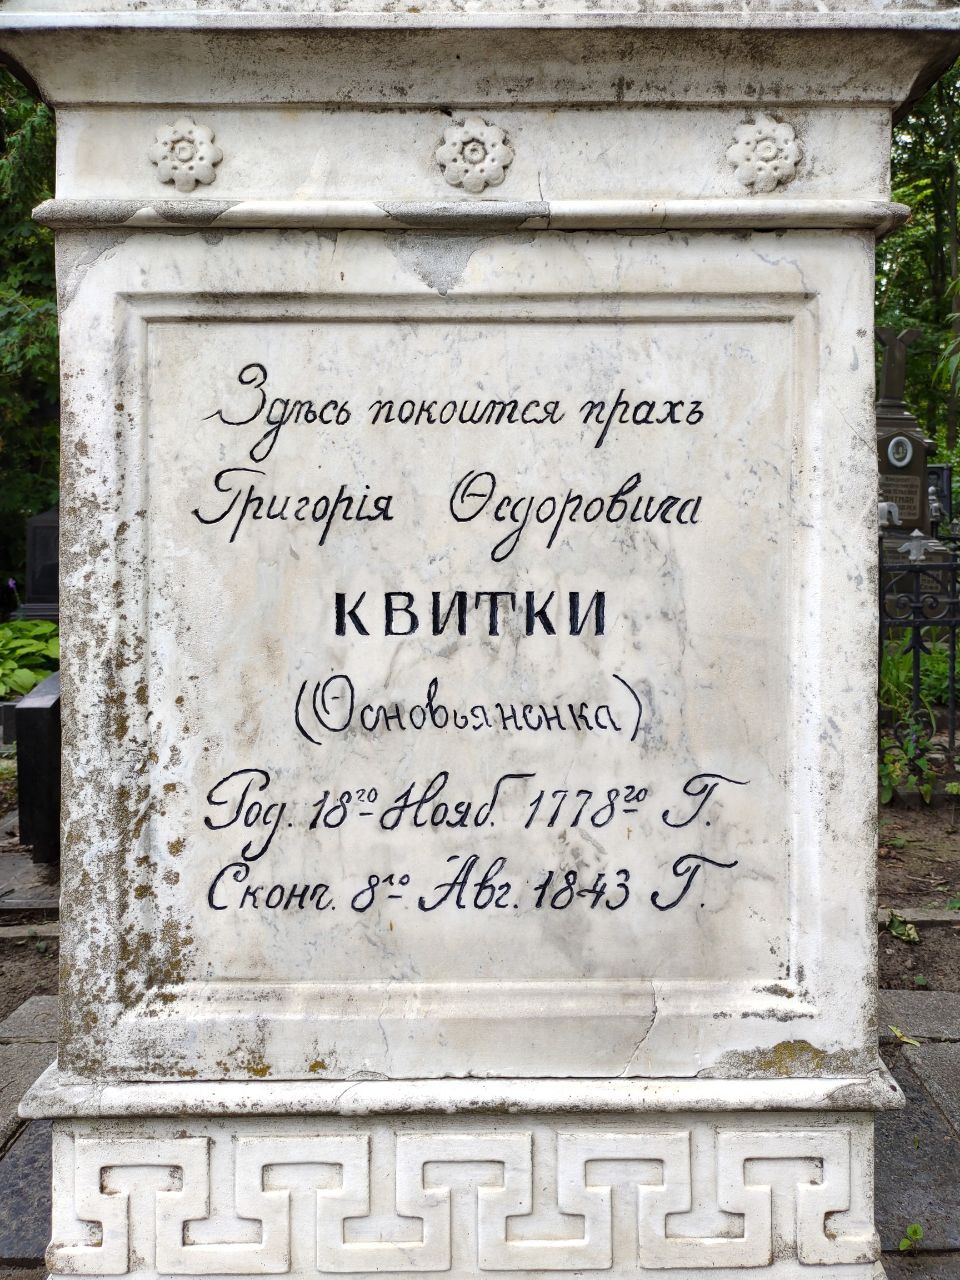 Здѣсь покоится прахъ
Григорія Ѳедоровича
КВИТКИ
(Основьяненка)
Род. 18го Нояб. 1778го Г.
Сконч. 8го Авг. 1843 Г.